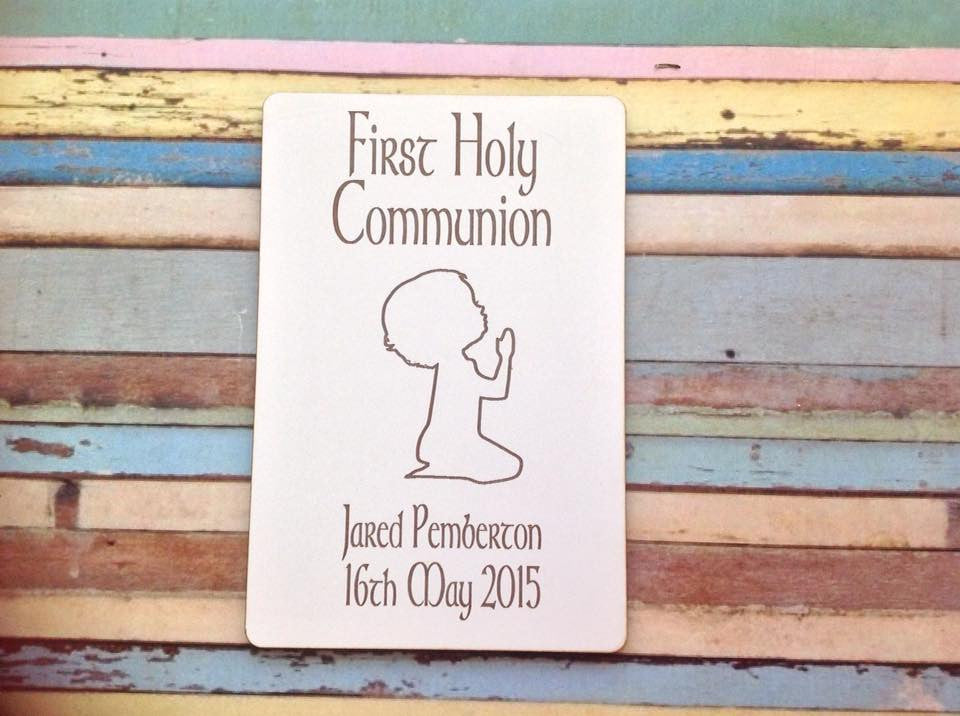 First Holy
Communion
Jared Pemberton
16th May 2015